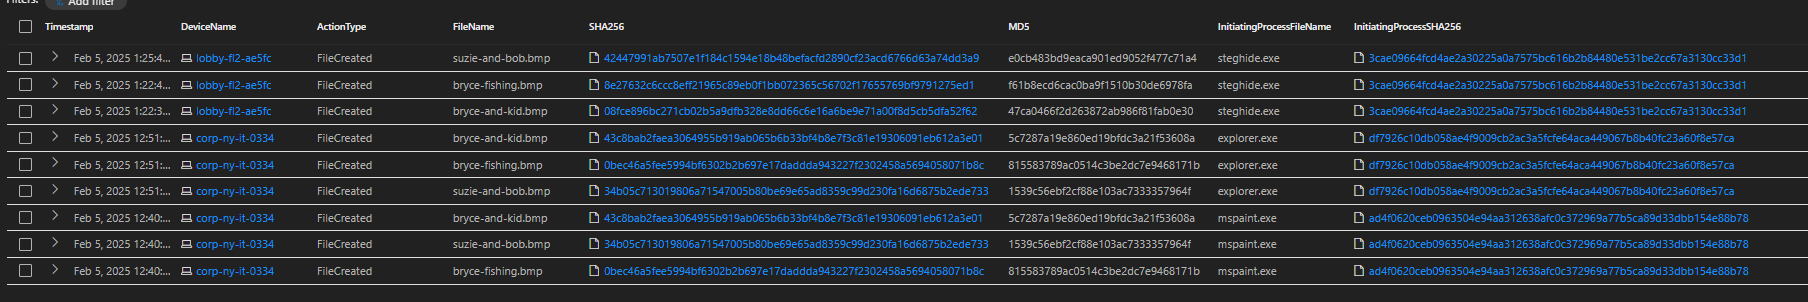 Filters: Add filter
Timestamp DeviceName ActionType FileName SHA256 MD5 InitiatingProcessFileName InitiatingProcessSHA256
Feb 5, 2025 1:25:4... lobby-fl2-ae5fc FileCreated suzie-and-bob.bmp 42447991ab7507e1f184c1594e18b48befacfd2890cf23acd6766d63a74dd3a9 e0cb483bd9eaca901ed9052f477c71a4 steghide.exe 3cae09664fcd4ae2a30225a0a7575bc616b2b84480e531be2cc67a3130cc33d1
Feb 5, 2025 1:22:4... lobby-fl2-ae5fc FileCreated bryce-fishing.bmp 8e27632c6ccc8eff21965c89eb0f1bb072365c56702f17655769bf9791275ed1 f61b8ecd6cac0ba9f1510b30de6978fa steghide.exe 3cae09664fcd4ae2a30225a0a7575bc616b2b84480e531be2cc67a3130cc33d1
Feb 5, 2025 1:22:3... lobby-fl2-ae5fc FileCreated bryce-and-kid.bmp 08fce896bc271cb02b5a9dfb328e8dd66c6e16a6be9e71a00f8d5cb5dfa52f62 47ca0466f2d263872ab986f81fab0e30 steghide.exe 3cae09664fcd4ae2a30225a0a7575bc616b2b84480e531be2cc67a3130cc33d1
Feb 5, 2025 12:51:... corp-ny-it-0334 FileCreated bryce-and-kid.bmp 43c8bab2faea3064955b919ab065b6b33bf4b8e7f3c81e19306091eb612a3e01 5c7287a19e860ed19bfdc3a21f53608a explorer.exe df7926c10db058ae4f9009cb2ac3a5fcfe64aca449067b8b40fc23a60f8e57ca
Feb 5, 2025 12:51:... corp-ny-it-0334 FileCreated bryce-fishing.bmp 0bec46a5fee5994bf6302b2b697e17daddda943227f2302458a5694058071b8c 815583789ac0514c3be2dc7e9468171b explorer.exe df7926c10db058ae4f9009cb2ac3a5fcfe64aca449067b8b40fc23a60f8e57ca
Feb 5, 2025 12:51:... corp-ny-it-0334 FileCreated suzie-and-bob.bmp 34b05c713019806a71547005b80be69e65ad8359c99d230fa16d6875b2ede733 1539c56ebf2cf88e103ac7333357964f explorer.exe df7926c10db058ae4f9009cb2ac3a5fcfe64aca449067b8b40fc23a60f8e57ca
Feb 5, 2025 12:40:... corp-ny-it-0334 FileCreated bryce-and-kid.bmp 43c8bab2faea3064955b919ab065b6b33bf4b8e7f3c81e19306091eb612a3e01 5c7287a19e860ed19bfdc3a21f53608a mspaint.exe ad4f0620ceb0963504e94aa312638afc0c372969a77b5ca89d33dbb154e88b78
Feb 5, 2025 12:40:... corp-ny-it-0334 FileCreated suzie-and-bob.bmp 34b05c713019806a71547005b80be69e65ad8359c99d230fa16d6875b2ede733 1539c56ebf2cf88e103ac7333357964f mspaint.exe ad4f0620ceb0963504e94aa312638afc0c372969a77b5ca89d33dbb154e88b78
Feb 5, 2025 12:40:... corp-ny-it-0334 FileCreated bryce-fishing.bmp 0bec46a5fee5994bf6302b2b697e17daddda943227f2302458a5694058071b8c 815583789ac0514c3be2dc7e9468171b mspaint.exe ad4f0620ceb0963504e94aa312638afc0c372969a77b5ca89d33dbb154e88b78